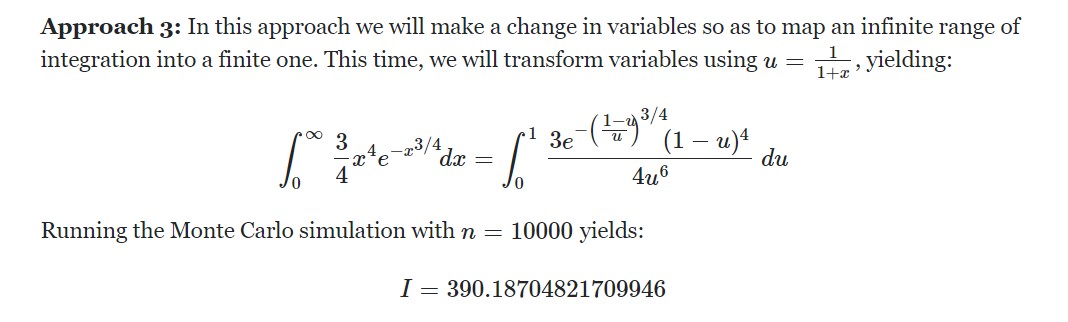 Approach 3: In this approach we will make a change in variables so as to map an infinite range of
integration into a finite one. This time, we will transform variables using u = 1/(1+x), yielding:
∫₀^∞ (3/4)x⁴e^(−x^(3/4))dx = ∫₀¹ (3e^(−((1−u)/u)^(3/4))(1 − u)⁴)/(4u⁶) du
Running the Monte Carlo simulation with n = 10000 yields:
I = 390.18704821709946